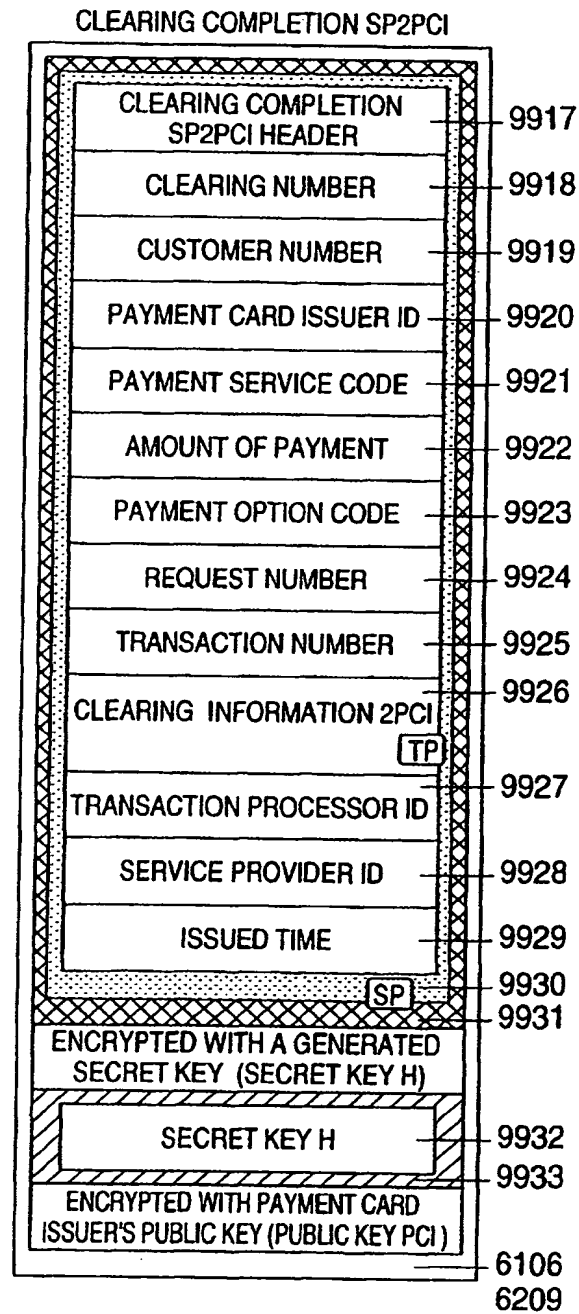 CLEARING COMPLETION SP2PCI
CLEARING COMPLETION
SP2PCI HEADER
9917
CLEARING NUMBER
9918
CUSTOMER NUMBER
9919
PAYMENT CARD ISSUER ID
9920
PAYMENT SERVICE CODE
9921
AMOUNT OF PAYMENT
9922
PAYMENT OPTION CODE
9923
REQUEST NUMBER
9924
TRANSACTION NUMBER
9925
9926
CLEARING INFORMATION 2PCI
TP
9927
TRANSACTION PROCESSOR ID
SERVICE PROVIDER ID
9928
ISSUED TIME
9929
SP
9930
9931
ENCRYPTED WITH A GENERATED
SECRET KEY (SECRET KEY H)
SECRET KEY H
9932
9933
ENCRYPTED WITH PAYMENT CARD
ISSUER'S PUBLIC KEY (PUBLIC KEY PCI)
6106
6209